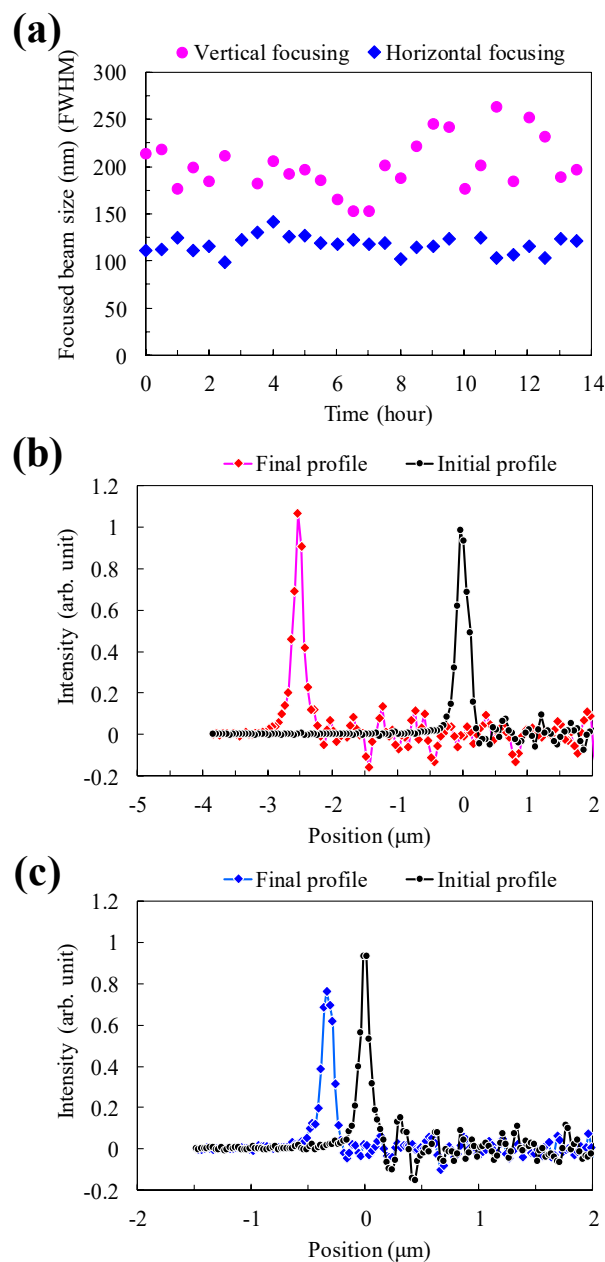 (a)
Vertical focusing Horizontal focusing
Focused beam size (nm) (FWHM)
300
250
200
150
100
50
0
0 2 4 6 8 10 12 14
Time (hour)
(b)
Final profile Initial profile
Intensity (arb. unit)
1.2
1
0.8
0.6
0.4
0.2
0
-0.2
-5 -4 -3 -2 -1 0 1 2
Position (μm)
(c)
Final profile Initial profile
Intensity (arb. unit)
1.2
1
0.8
0.6
0.4
0.2
0
-0.2
-2 -1 0 1 2
Position (μm)